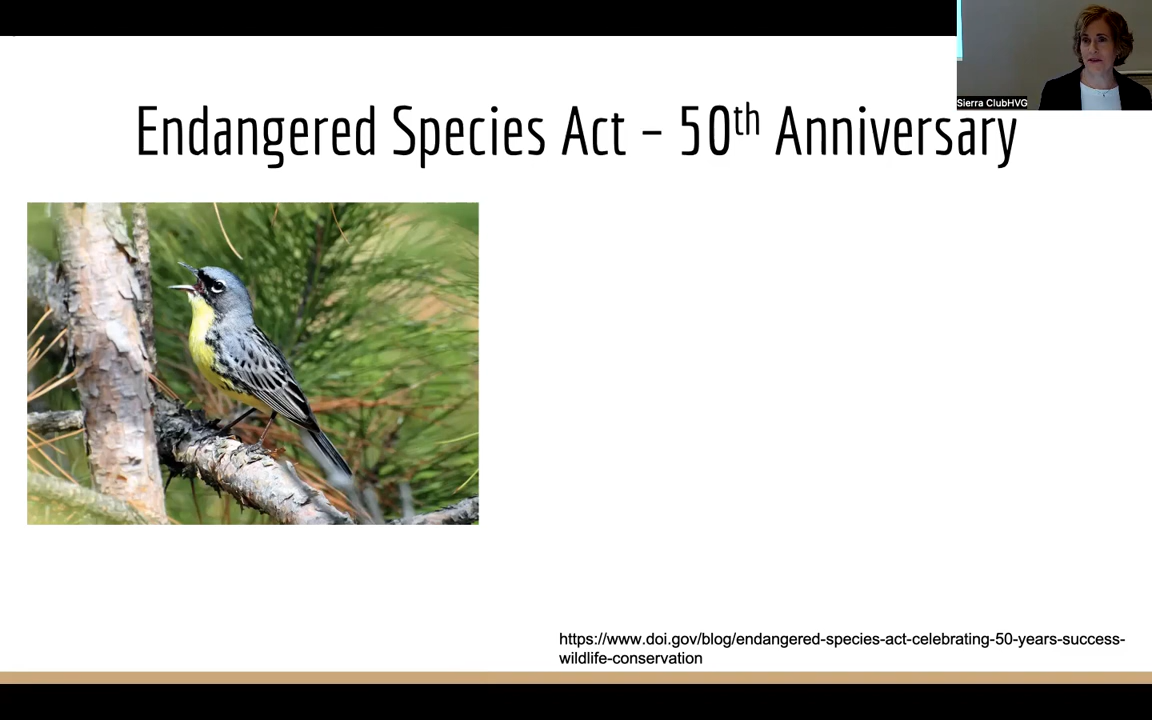 Sierra ClubHVG
Endangered Species Act – 50th Anniversary
https://www.doi.gov/blog/endangered-species-act-celebrating-50-years-success-
wildlife-conservation